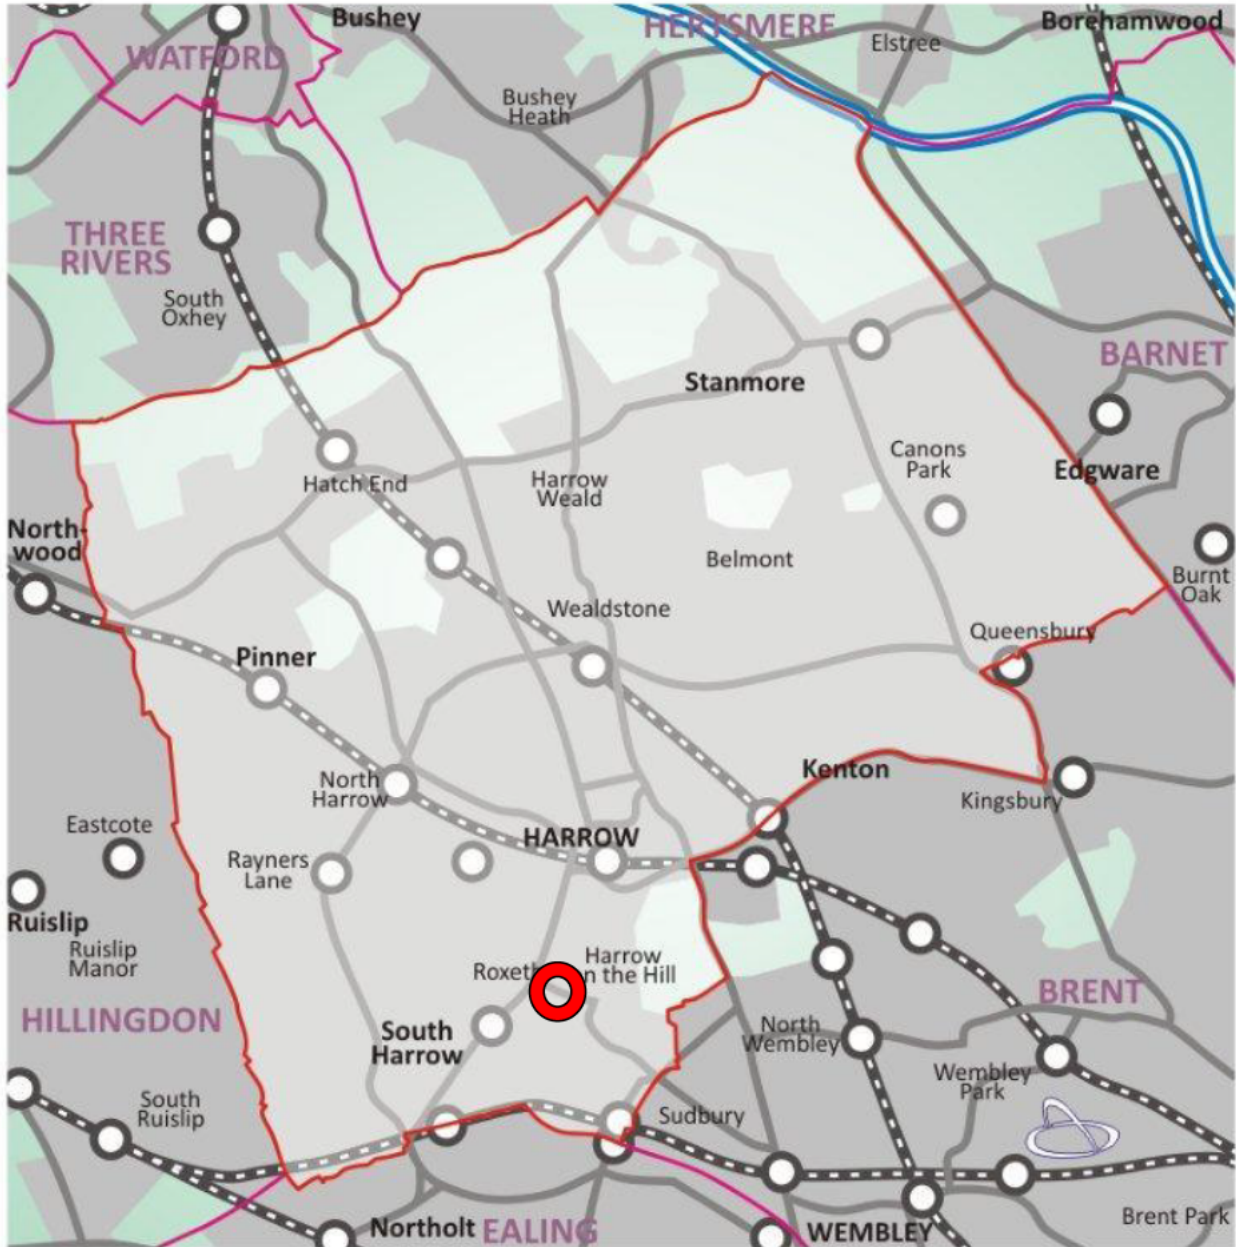 Bushey
HERTSMERE
Borehamwood
WATFORD
Elstree
Bushey
Heath
THREE
RIVERS
South
Oxhey
BARNET
Stanmore
Canons
Park
Edgware
Hatch End
Harrow
Weald
North-
wood
Belmont
Burnt
Oak
Wealdstone
Queensbury
Pinner
Kenton
North
Harrow
Kingsbury
Eastcote
HARROW
Rayners
Lane
Ruislip
Ruislip
Manor
Harrow
n the Hill
Roxeth
BRENT
HILLINGDON
South
Harrow
North
Wembley
Wembley
Park
South
Ruislip
Sudbury
Northolt
EALING
WEMBLEY
Brent Park